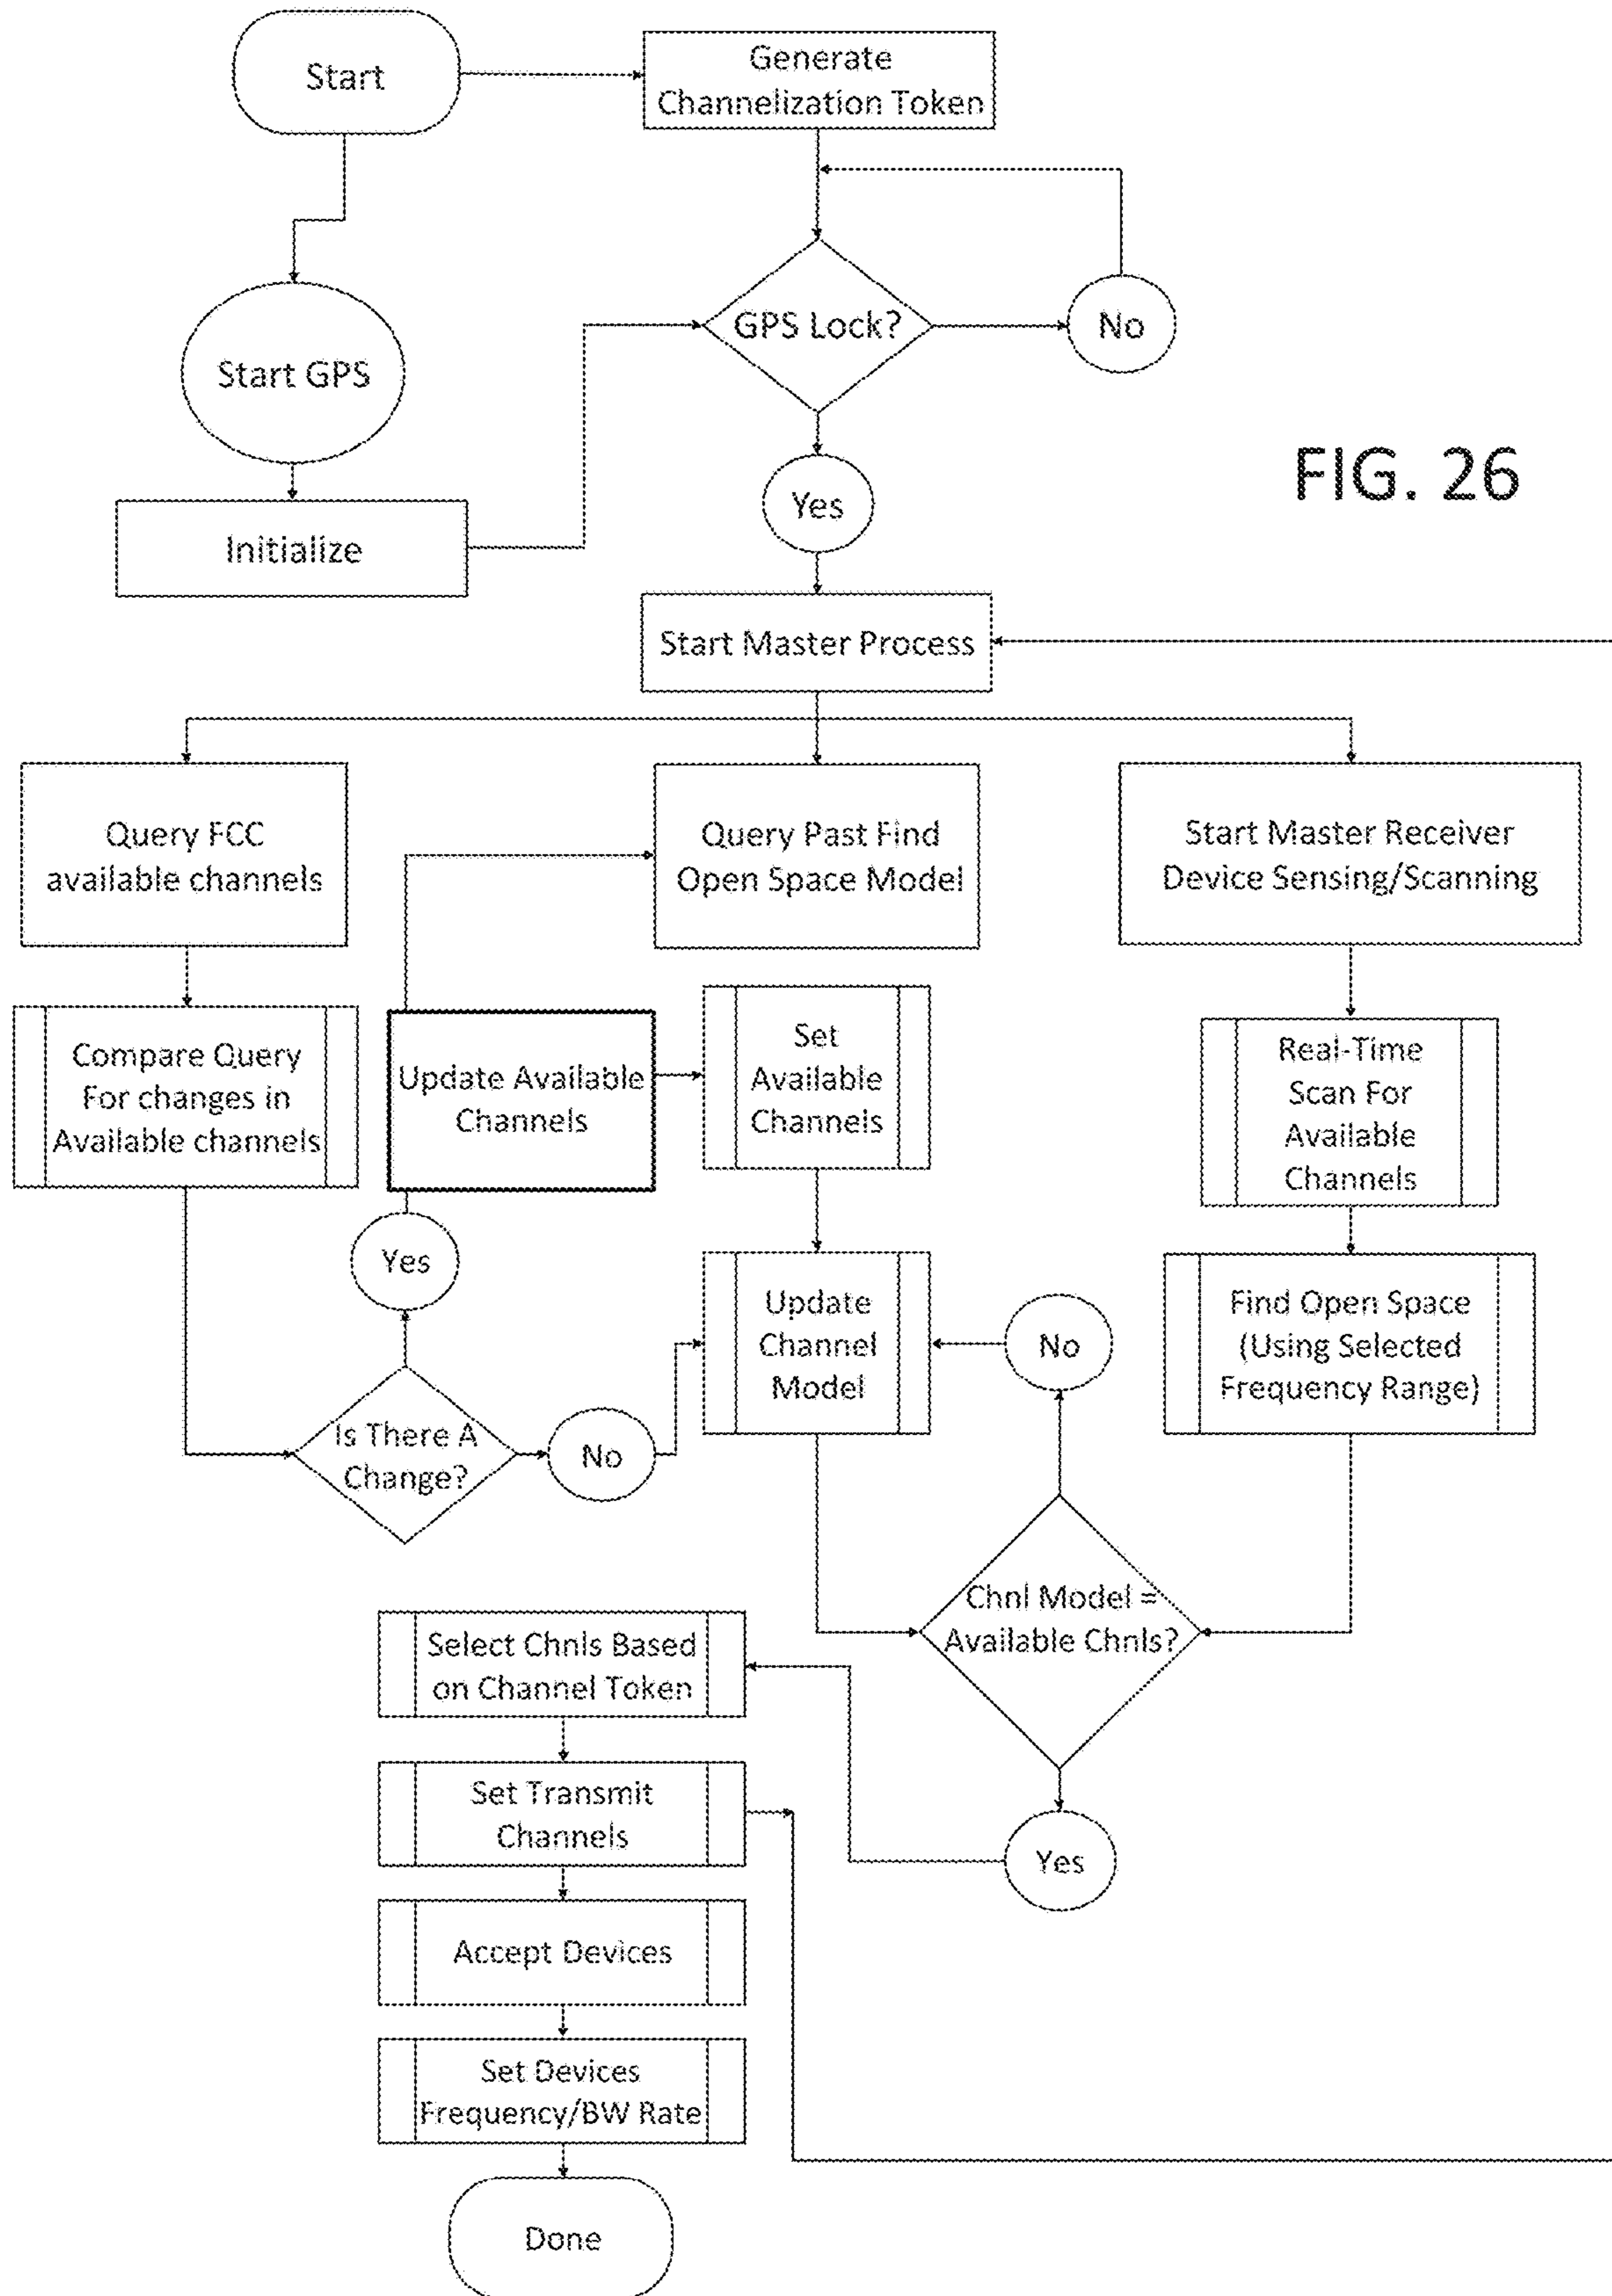 Start
Generate
Channelization Token
GPS Lock?
No
Start GPS
FIG. 26
Yes
Initialize
Start Master Process
Query FCC
available channels
Query Past Find
Open Space Model
Start Master Receiver
Device Sensing/Scanning
Compare Query
For changes in
Available channels
Update Available
Channels
Set
Available
Channels
Real-Time
Scan For
Available
Channels
Yes
Update
Channel
Model
No
Find Open Space
(Using Selected
Frequency Range)
Is There A
Change?
No
Chnl Model =
Available Chnls?
Select Chnls Based
on Channel Token
Set Transmit
Channels
Yes
Accept Devices
Set Devices
Frequency/BW Rate
Done